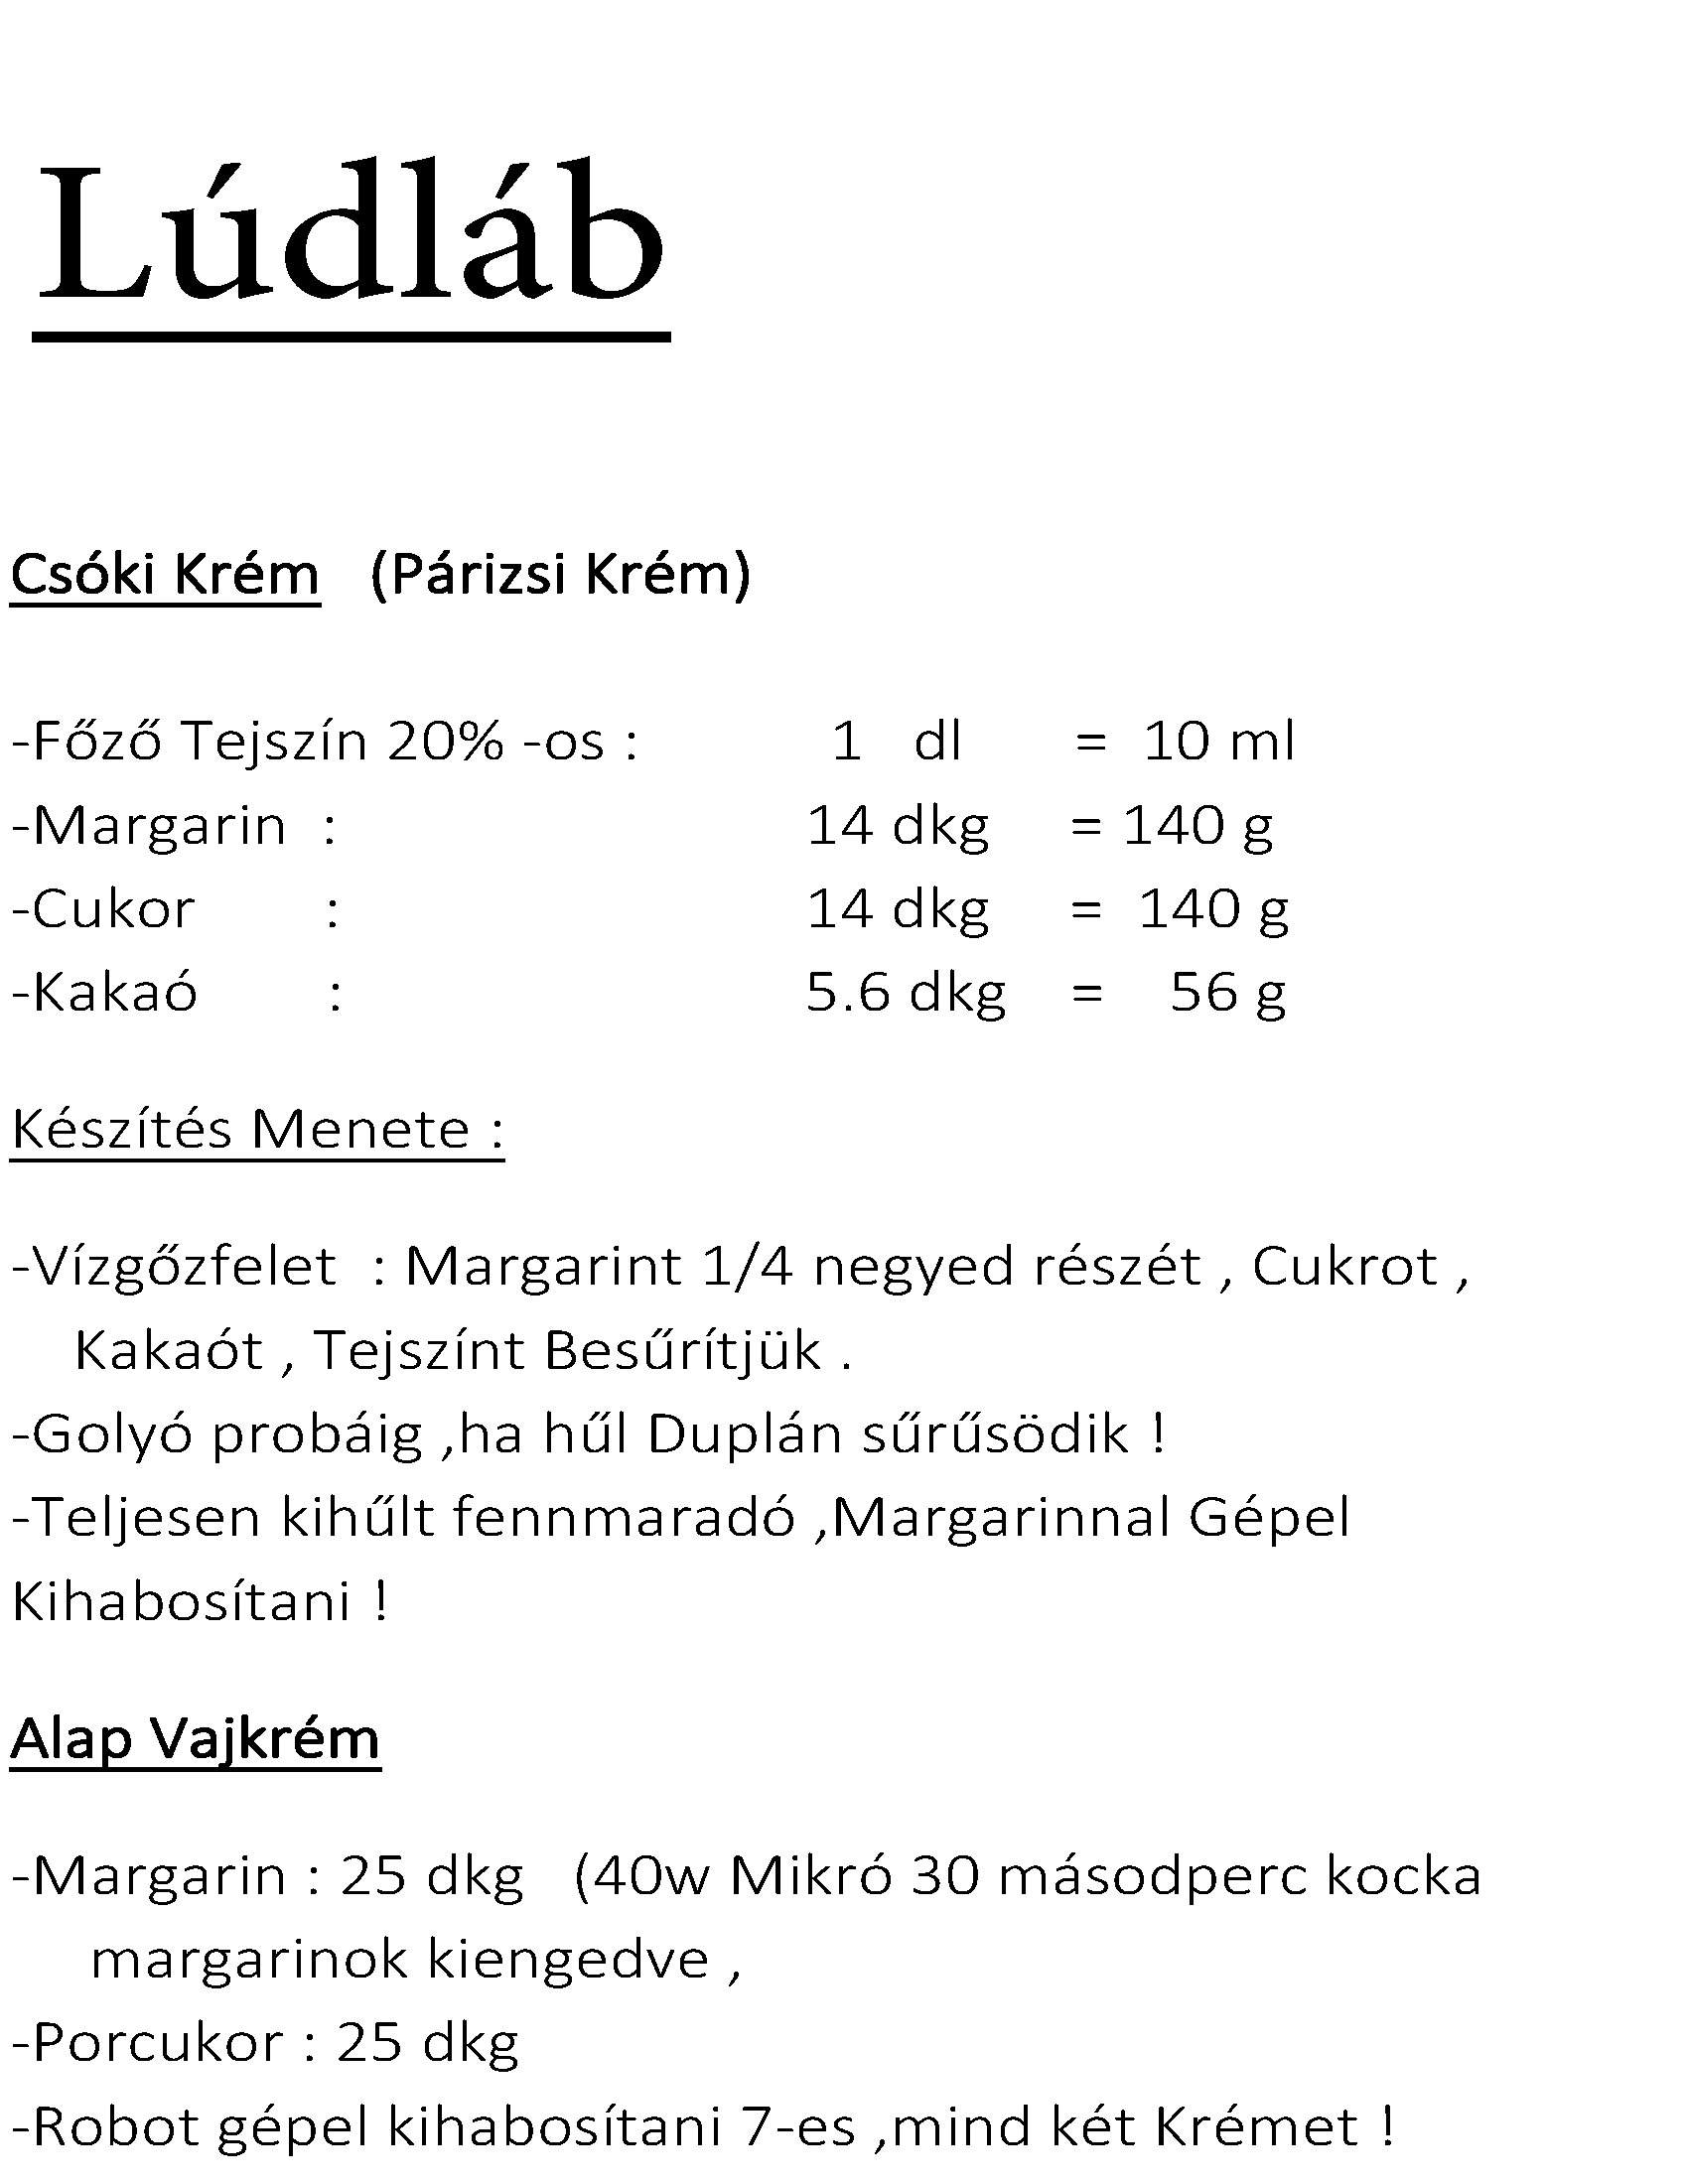 Lúdláb
Csóki Krém (Párizsi Krém)
-Főző Tejszín 20% -os : 1 dl = 10 ml
-Margarin : 14 dkg = 140 g
-Cukor : 14 dkg = 140 g
-Kakaó : 5.6 dkg = 56 g
Készítés Menete :
-Vízgőzfelet : Margarint 1/4 negyed részét , Cukrot ,
Kakaót , Tejszínt Besűrítjük .
-Golyó probáig ,ha hűl Duplán sűrűsödik !
-Teljesen kihűlt fennmaradó ,Margarinnal Gépel
Kihabosítani !
Alap Vajkrém
-Margarin : 25 dkg (40w Mikró 30 másodperc kocka
margarinok kiengedve ,
-Porcukor : 25 dkg
-Robot gépel kihabosítani 7-es ,mind két Krémet !